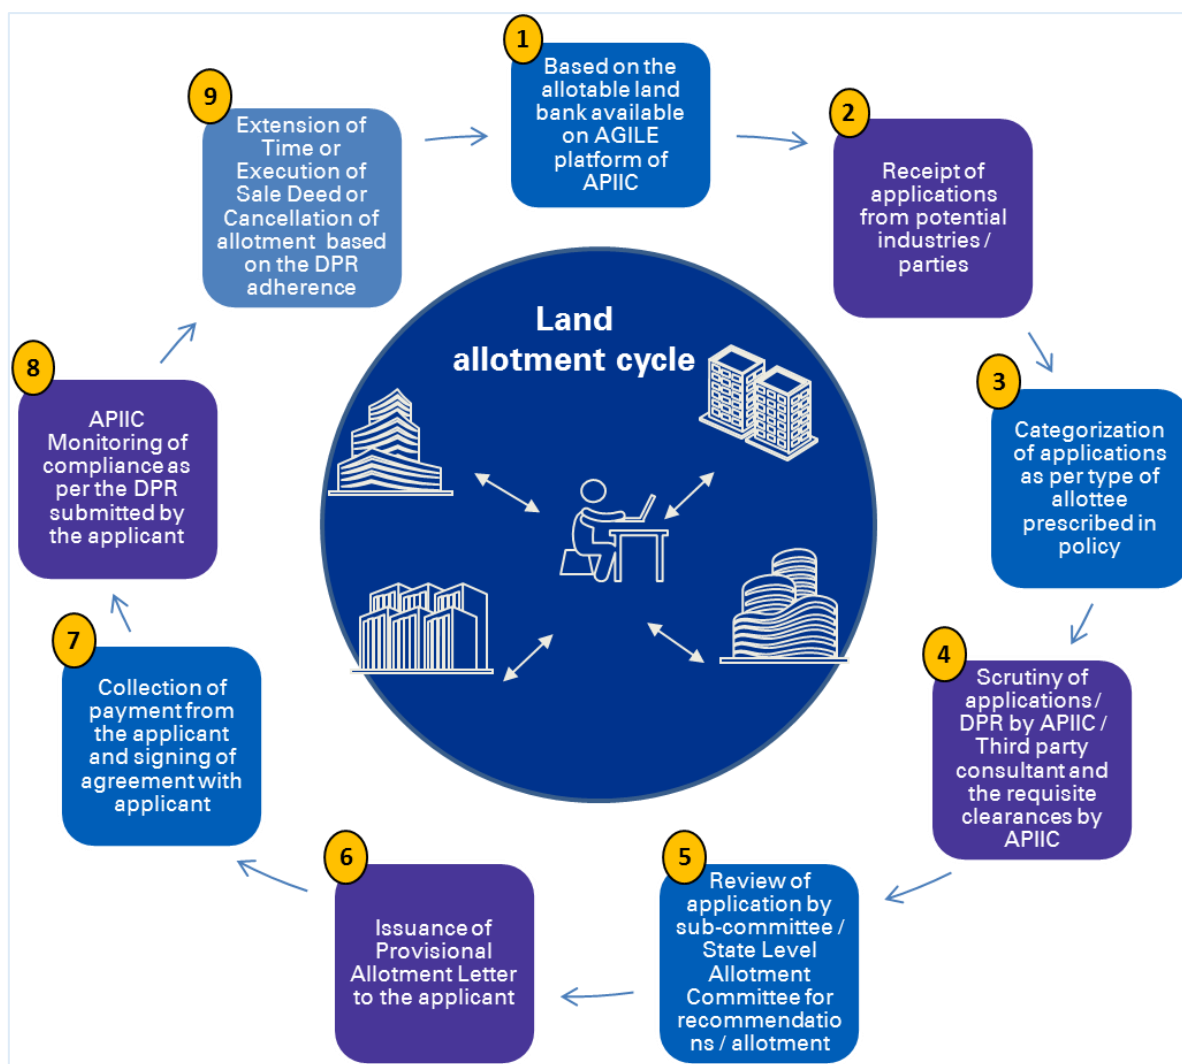 1
Based on the
allotable land
bank available
on AGILE
platform of
APIIC
2
Receipt of
applications
from potential
industries /
parties
3
Categorization
of applications
as per type of
allottee
prescribed in
policy
4
Scrutiny of
applications /
DPR by APIIC /
Third party
consultant and
the requisite
clearances by
APIIC
5
Review of
application by
sub-committee /
State Level
Allotment
Committee for
recommendatio
ns / allotment
6
Issuance of
Provisional
Allotment Letter
to the applicant
7
Collection of
payment from
the applicant
and signing of
agreement with
applicant
8
APIIC
Monitoring of
compliance as
per the DPR
submitted by
the applicant
9
Extension of
Time or
Execution of
Sale Deed or
Cancellation of
allotment based
on the DPR
adherence
Land
allotment cycle